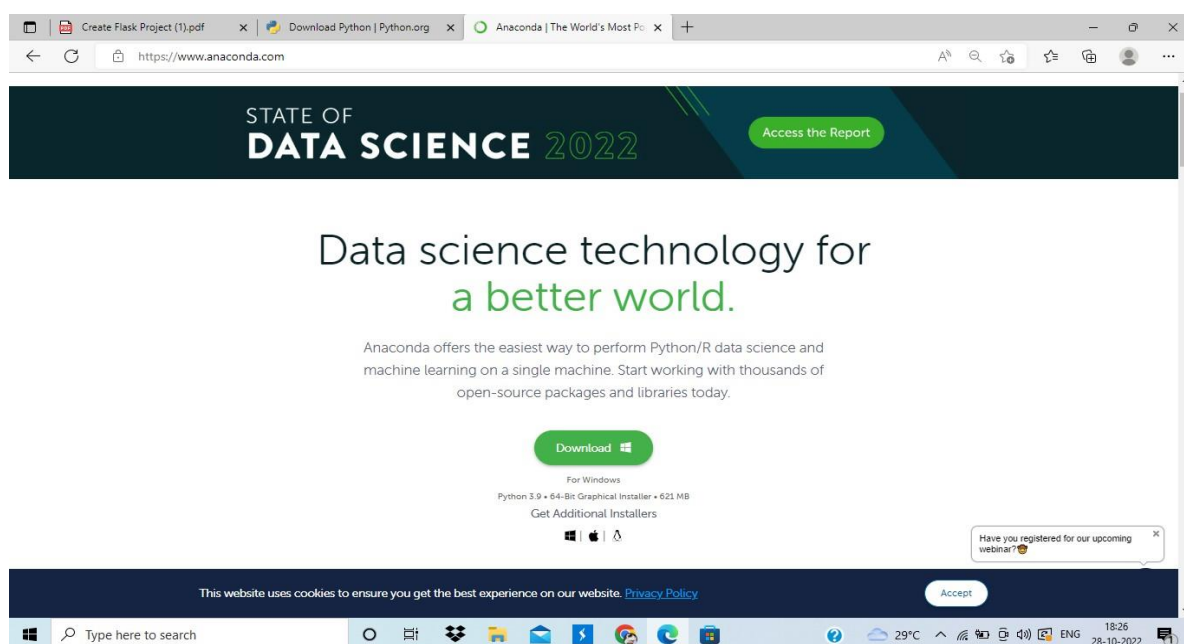 Create Flask Project (1).pdf
Download Python | Python.org
Anaconda | The World's Most Po
https://www.anaconda.com
STATE OF
DATA SCIENCE 2022
Access the Report
Data science technology for
a better world.
Anaconda offers the easiest way to perform Python/R data science and
machine learning on a single machine. Start working with thousands of
open-source packages and libraries today.
Download
For Windows
Python 3.9 • 64-Bit Graphical Installer • 621 MB
Get Additional Installers
Have you registered for our upcoming
webinar?🤓
This website uses cookies to ensure you get the best experience on our website. Privacy Policy
Accept
Type here to search
29°C
ENG
18:26
28-10-2022